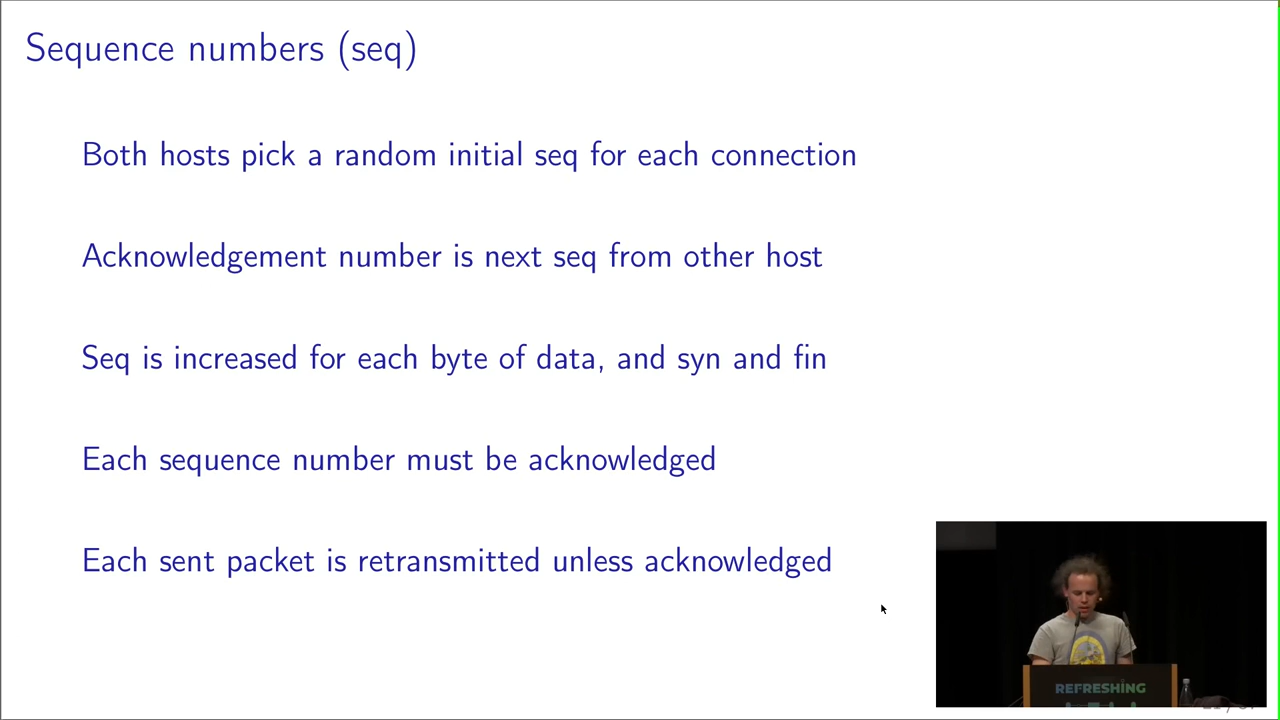 Sequence numbers (seq)
Both hosts pick a random initial seq for each connection
Acknowledgement number is next seq from other host
Seq is increased for each byte of data, and syn and fin
Each sequence number must be acknowledged
Each sent packet is retransmitted unless acknowledged
REFRESHING